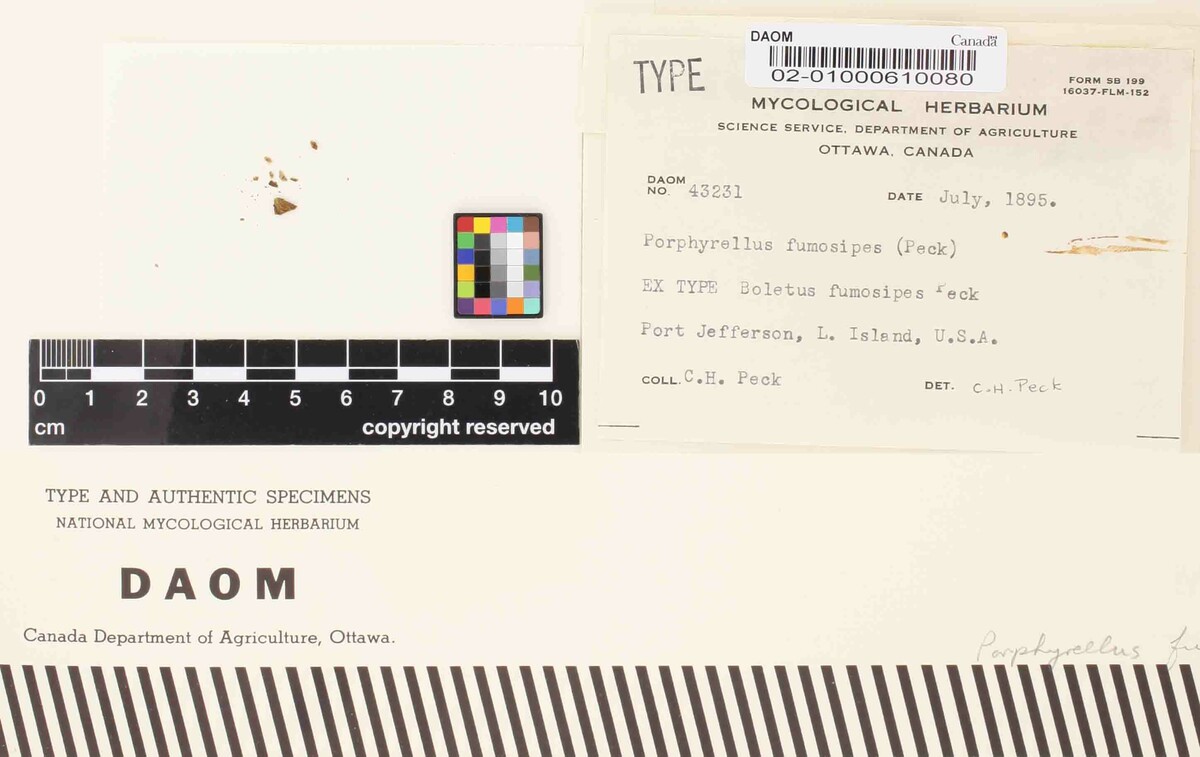 DAOM
Canada
02-01000610080
TYPE
FORM SB 199
16037-FLM-152
MYCOLOGICAL HERBARIUM
SCIENCE SERVICE, DEPARTMENT OF AGRICULTURE
OTTAWA, CANADA
DAOM NO. 43231
DATE July, 1895.
Porphyrellus fumosipes (Peck)
EX TYPE Boletus fumosipes Peck
Port Jefferson, L. Island, U.S.A.
COLL. C.H. Peck
DET. C.H. Peck
0 1 2 3 4 5 6 7 8 9 10
cm
copyright reserved
TYPE AND AUTHENTIC SPECIMENS
NATIONAL MYCOLOGICAL HERBARIUM
DAOM
Canada Department of Agriculture, Ottawa.
Porphyrellus fu